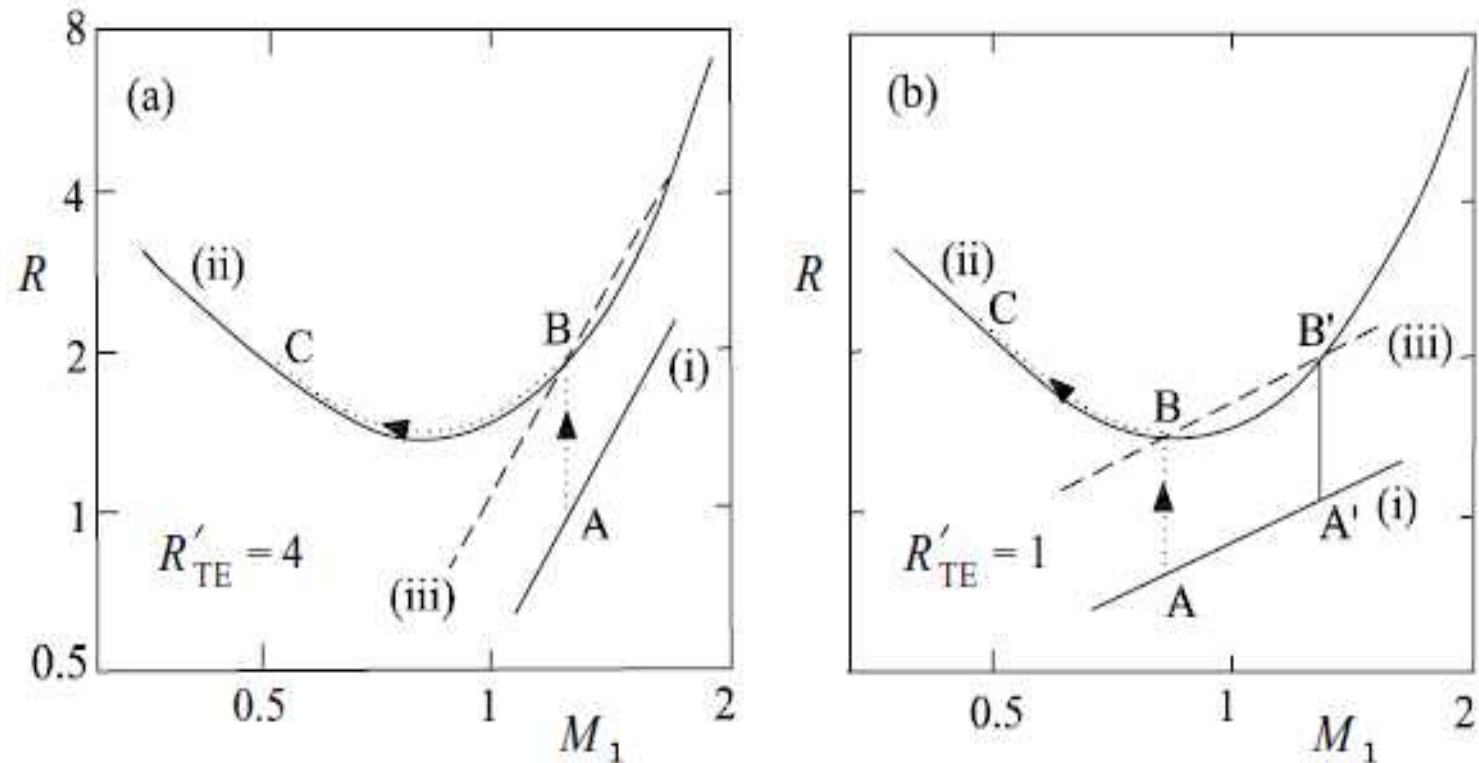 8
4
R
2
1
0.5
(a)
(ii)
C
B
(i)
A
(iii)
R′TE = 4
0.5
1
2
M1
(b)
R
(ii)
C
B'
(iii)
B
A'
(i)
A
R′TE = 1
0.5
1
2
M1